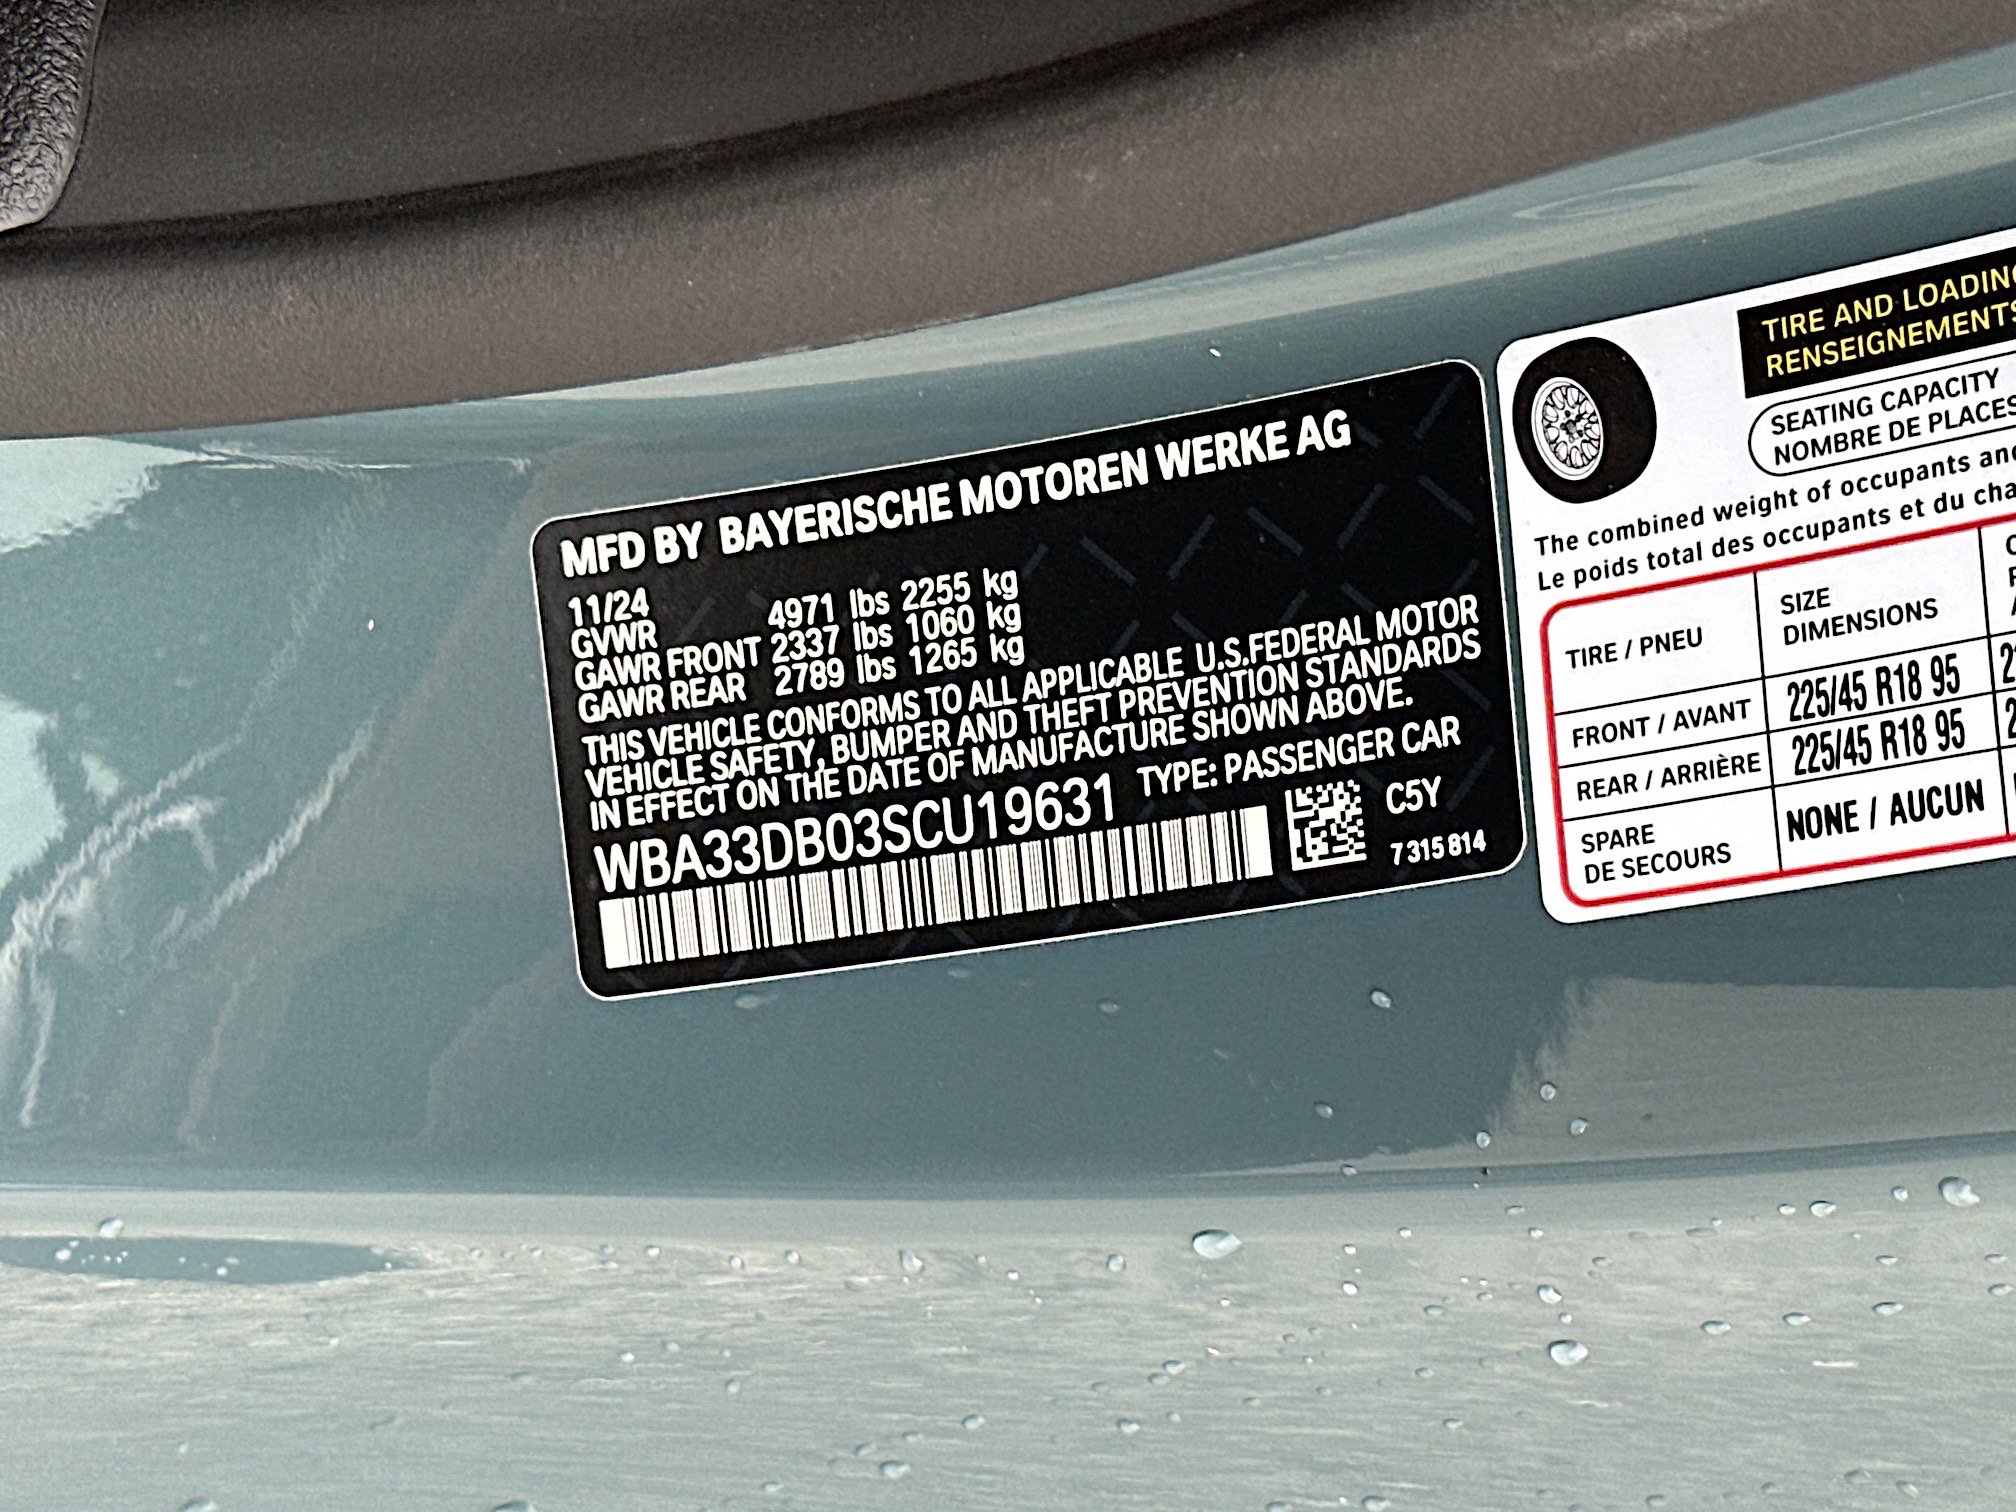 MFD BY BAYERISCHE MOTOREN WERKE AG
11/24
GVWR 4971 lbs 2255 kg
GAWR FRONT 2337 lbs 1060 kg
GAWR REAR 2789 lbs 1265 kg
THIS VEHICLE CONFORMS TO ALL APPLICABLE U.S.FEDERAL MOTOR
VEHICLE SAFETY, BUMPER AND THEFT PREVENTION STANDARDS
IN EFFECT ON THE DATE OF MANUFACTURE SHOWN ABOVE.
WBA33DB03SCU19631 TYPE: PASSENGER CAR
C5Y
7 315 814
TIRE AND LOADING
RENSEIGNEMENTS
SEATING CAPACITY
NOMBRE DE PLACES
The combined weight of occupants and
Le poids total des occupants et du
TIRE / PNEU
SIZE
DIMENSIONS
FRONT / AVANT 225/45 R18 95
REAR / ARRIÈRE 225/45 R18 95
SPARE
DE SECOURS
NONE / AUCUN